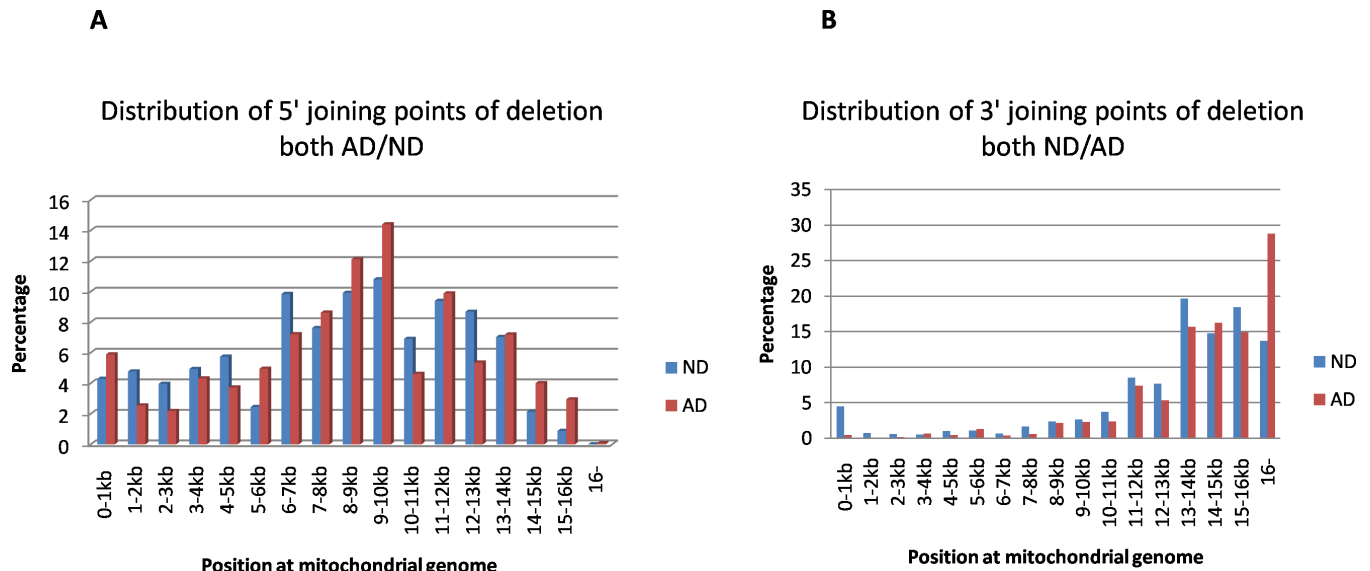 A
Distribution of 5' joining points of deletion
both AD/ND
Percentage
16
14
12
10
8
6
4
2
0
0-1kb
1-2kb
2-3kb
3-4kb
4-5kb
5-6kb
6-7kb
7-8kb
8-9kb
9-10kb
10-11kb
11-12kb
12-13kb
13-14kb
14-15kb
15-16kb
16-
Position at mitochondrial genome
ND
AD
B
Distribution of 3' joining points of deletion
both ND/AD
Percentage
35
30
25
20
15
10
5
0
0-1kb
1-2kb
2-3kb
3-4kb
4-5kb
5-6kb
6-7kb
7-8kb
8-9kb
9-10kb
10-11kb
11-12kb
12-13kb
13-14kb
14-15kb
15-16kb
16-
Position at mitochondrial genome
ND
AD